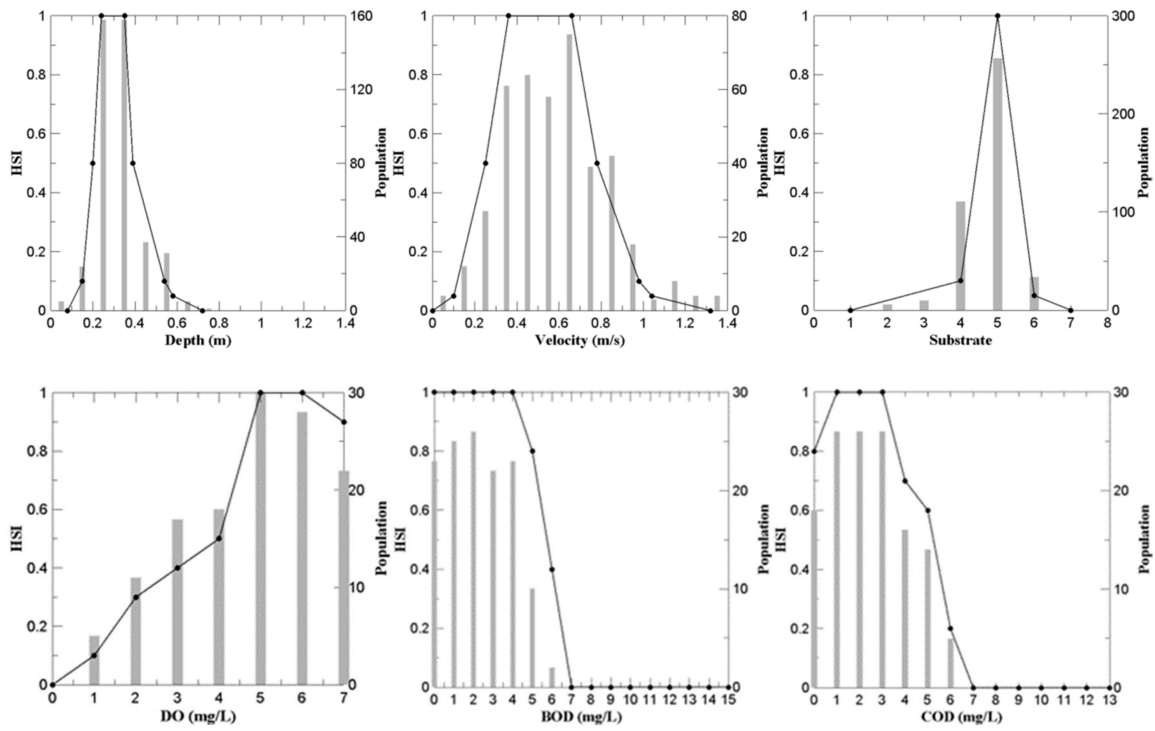 1 160 1 80 1 300
0.8 120 0.8 60 0.8
HSI 0.6 80 Population HSI 0.6 40 Population HSI 0.6 200 Population
0.4 0.4 0.4
0.2 40 0.2 20 0.2 100
0 0 0 0 0 0
0 0.2 0.4 0.6 0.8 1 1.2 1.4 0 0.2 0.4 0.6 0.8 1 1.2 1.4 0 1 2 3 4 5 6 7 8
Depth (m) Velocity (m/s) Substrate
1 30 1 30 1 30
0.8 0.8 0.8
HSI 0.6 20 Population HSI 0.6 20 Population HSI 0.6 20 Population
0.4 10 0.4 10 0.4 10
0.2 0.2 0.2
0 0 0 0 0 0
0 1 2 3 4 5 6 7 0 1 2 3 4 5 6 7 8 9 10 11 12 13 14 15 0 1 2 3 4 5 6 7 8 9 10 11 12 13
DO (mg/L) BOD (mg/L) COD (mg/L)